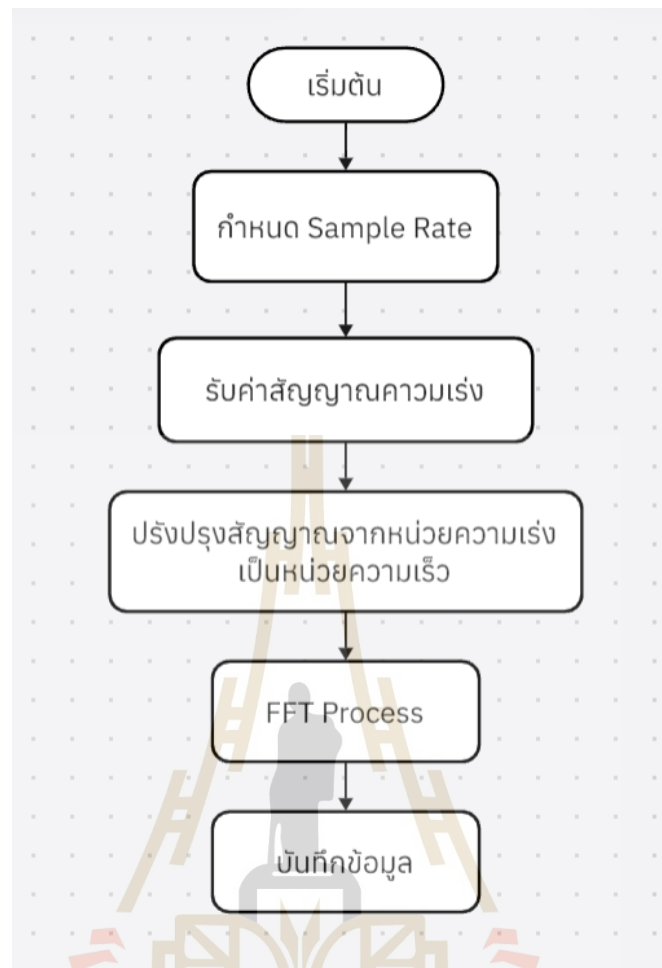 เริ่มต้น
กำหนด Sample Rate
รับค่าสัญญาณคาวมเร่ง
ปรังปรุงสัญญาณจากหน่วยความเร่ง
เป็นหน่วยความเร็ว
FFT Process
บันทึกข้อมูล